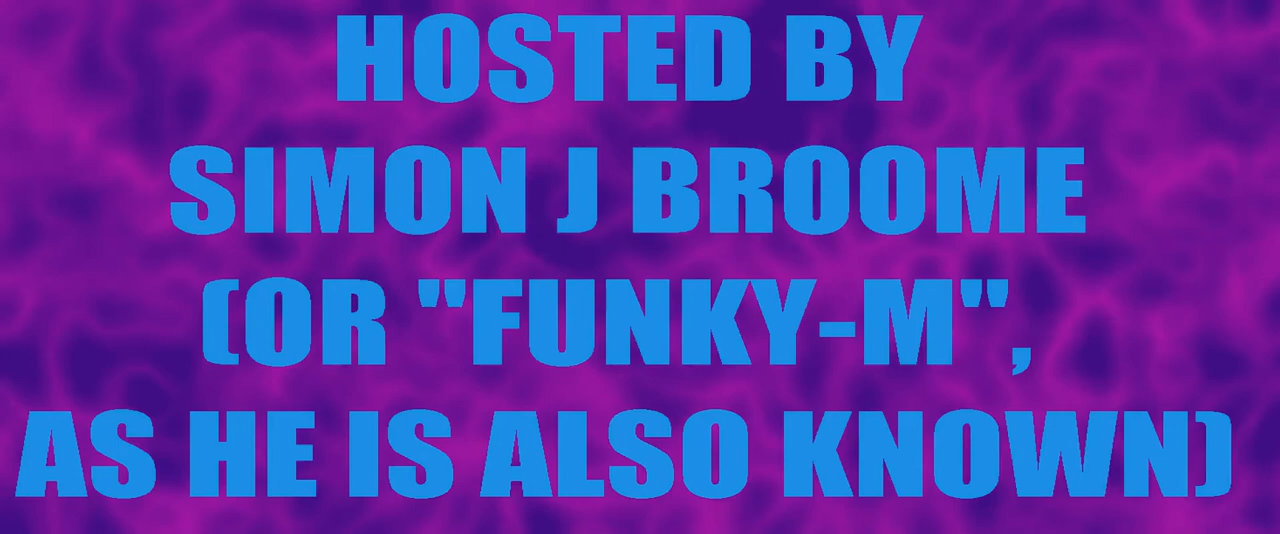 HOSTED BY
SIMON J BROOME
(OR "FUNKY-M",
AS HE IS ALSO KNOWN)